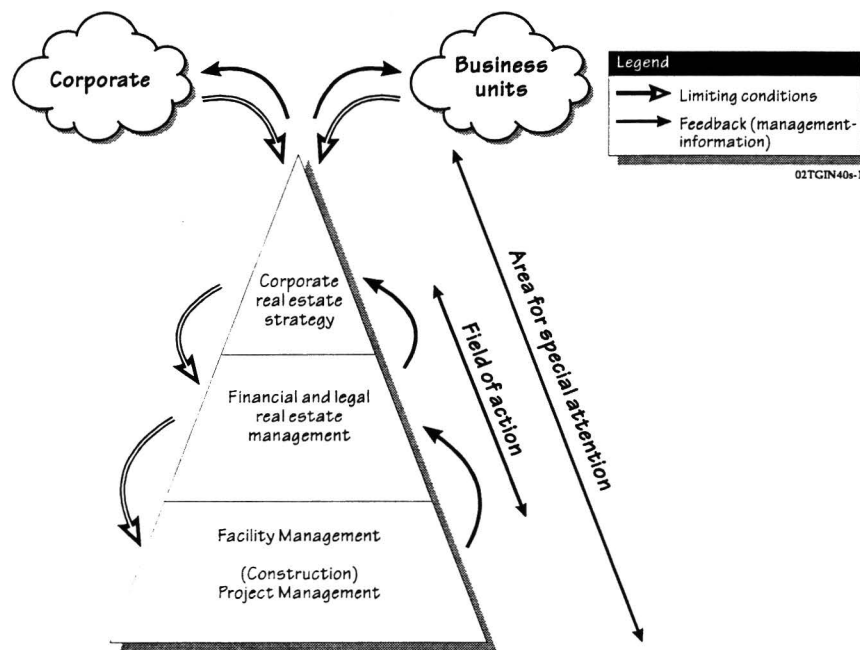 Corporate
Business
units
Legend
Limiting conditions
Feedback (management-
information)
02TGIN40s-1
Corporate
real estate
strategy
Financial and legal
real estate
management
Facility Management
(Construction)
Project Management
Field of action
Area for special attention